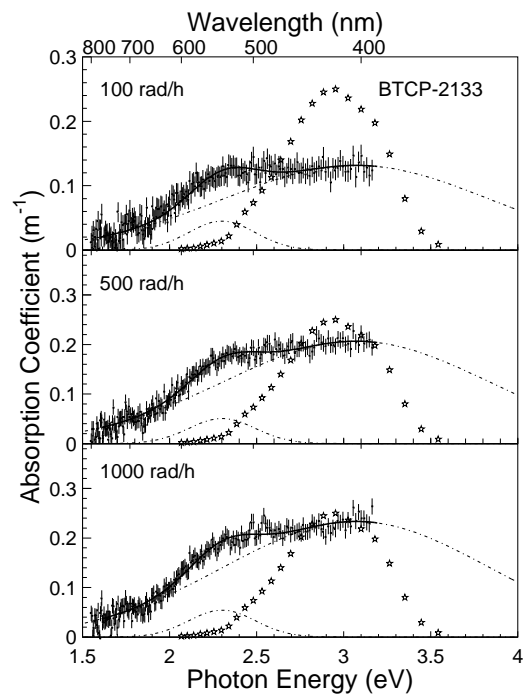 Wavelength (nm)
800 700 600 500 400
0.3
100 rad/h
BTCP-2133
0.2
0.1
0
500 rad/h
0.3
0.2
0.1
0
1000 rad/h
0.3
0.2
0.1
0
1.5 2 2.5 3 3.5 4
Photon Energy (eV)
Absorption Coefficient (m⁻¹)